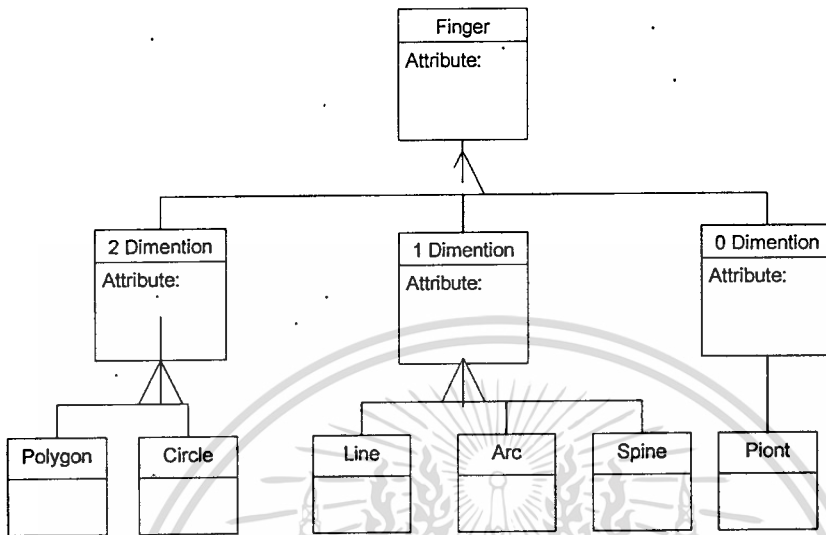 Finger
Attribute:
2 Dimention
Attribute:
1 Dimention
Attribute:
0 Dimention
Attribute:
Polygon
Circle
Line
Arc
Spine
Piont